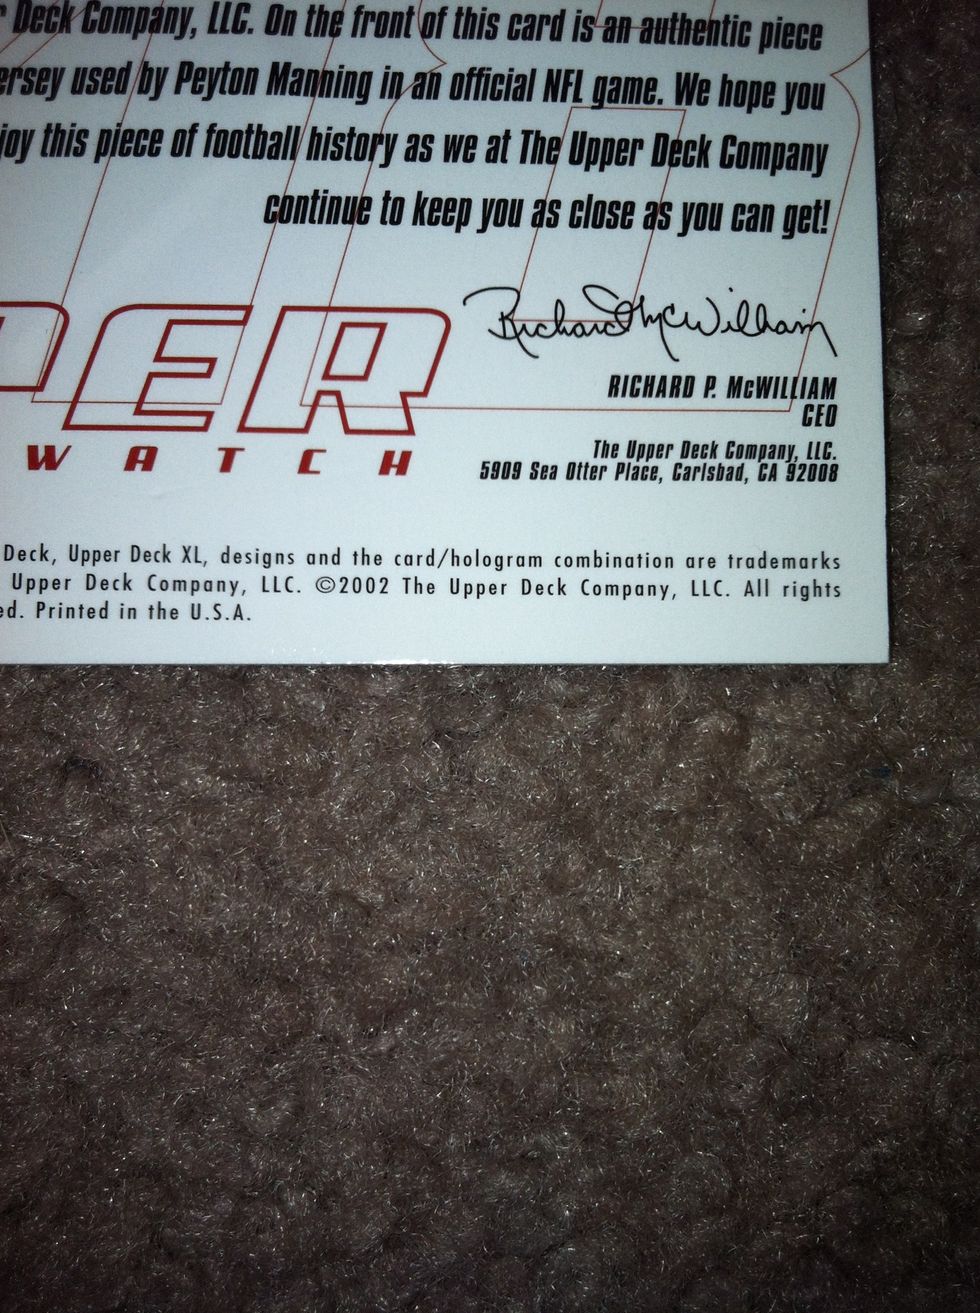 Deck Company, LLC. On the front of this card is an authentic piece
ersey used by Peyton Manning in an official NFL game. We hope you
joy this piece of football history as we at The Upper Deck Company
continue to keep you as close as you can get!
PER
WATCH
Richard McWilliam
RICHARD P. McWILLIAM
CEO
The Upper Deck Company, LLC.
5909 Sea Otter Place, Carlsbad, CA 92008
Deck, Upper Deck XL, designs and the card/hologram combination are trademarks
Upper Deck Company, LLC. ©2002 The Upper Deck Company, LLC. All rights
ed. Printed in the U.S.A.